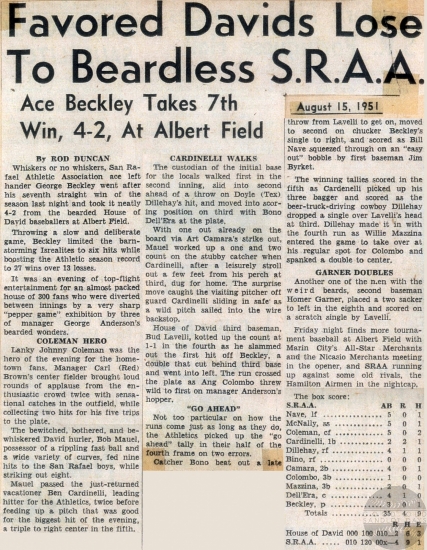 Favored Davids Lose
To Beardless S.R.A.A.
Ace Beckley Takes 7th
Win, 4-2, At Albert Field
By ROD DUNCAN
Whiskers or no whiskers, San Ra-
fael Athletic Association are left
hander George Beckley went after
his seventh straight win of the
season last night and took it neatly
4-2 from the bearded House of
David baseballers at Albert Field.
Throwing a slow and deliberate
game, Beckley limited the barn-
storming Israelites to six hits while
boosting the Athletic season record
to 27 wins over 13 losses.
It was an evening of top-flight
entertainment for an almost packed
house of 300 fans who were diverted
between innings by a very sharp
"pepper game" exhibition by three
of manager George Anderson's
bearded wonders.
COLEMAN HERO
Lanky Johnny Coleman was the
hero of the evening for the home-
town fans. Manager Carl (Red)
Brown's center fielder brought loud
rounds of applause from the en-
thusiastic crowd twice with sensa-
tional catches in the outfield, while
collecting two hits for his five trips
to the plate.
The bewitched, bothered, and be-
whiskered David hurler, Bob Mauel,
possessor of a rippling fast ball and
a wide variety of curves, fed nine
hits to the San Rafael boys, while
striking out eight.
Mauel passed the just-returned
vacationer Ben Cardinelli, leading
hitter for the Athletics, twice before
feeding up a pitch that was good
for the biggest hit of the evening,
a triple to right center in the fifth.
CARDINELLI WALKS
The custodian of the initial base
for the locals walked first in the
second inning, slid into second
ahead of a throw on Doyle (Tex)
Dillehay's hit, and moved into scor-
ing position on third with Bono
Dell'Era at the plate.
With one out already on the
board via Art Camara's strike out,
Mauel worked up a one and two
count on the stubby catcher when
Cardinelli, after a leisurely stroll
out a few feet from his perch at
third, dug for home. The surprise
move caught the visiting pitcher off
guard Cardinelli sliding in safe as
a wild pitch sailed into the wire
backstop.
House of David third baseman,
Bud Lavelli, knotted up the count at
1-1 in the fourth as he slammed
out the first hit off Beckley, a
double that cut behind third base
and went into left. The run crossed
the plate as Ang Colombo threw
wild to first on manager Anderson's
hopper.
"GO AHEAD"
Not too particular on how the
runs come just as long as they do,
the Athletics picked up the "go
ahead" tally in their half of the
fourth frame on two errors.
Catcher Bono beat out a late
August 15, 1951
throw from Lavelli to get on, moved
to second on chucker Beckley's
single to right, and scored as Bill
Nave squeezed through on an "easy
out" bobble by first baseman Jim
Byrket.
The winning tallies scored in the
fifth as Cardinelli picked up his
three bagger and scored as the
beer-truck-driving cowboy Dillehay
dropped a single over Lavelli's head
at third. Dillehay made it in with
the fourth run as Willie Mazzini
entered the game to take over at
his regular spot for Colombo and
spanked a double to center.
GARNER DOUBLES
Another one of the men with the
weird beards, second baseman
Homer Garner, placed a two sacker
to left in the eighth and scored on
a scratch single by Lavelli.
Friday night finds more tourna-
ment baseball at Albert Field with
Marin City's All-Star Merchants
and the Nicasio Merchants meeting
in the opener, and SRAA running
up against some old rivals, the
Hamilton Airmen in the nightcap.
The box score:
S.R.A.A. AB R H
Nave, lf 5 0 1
McNally, ss 5 0 1
Coleman, cf 5 0 2
Cardinelli, 1b 2 2 1
Dillehay, rf 4 1 1
Bino, rf 0 0 0
Camara, 2b 4 0 1
Colombo, 3b 1 0 0
Mazzini, 3b 2 0 1
Dell'Era, c 4
Beckley, p 3
Totals 35 4 9
R H E
House of David 000 100 010 2 6 3
S.R.A.A. 010 120 00x 4 9 1